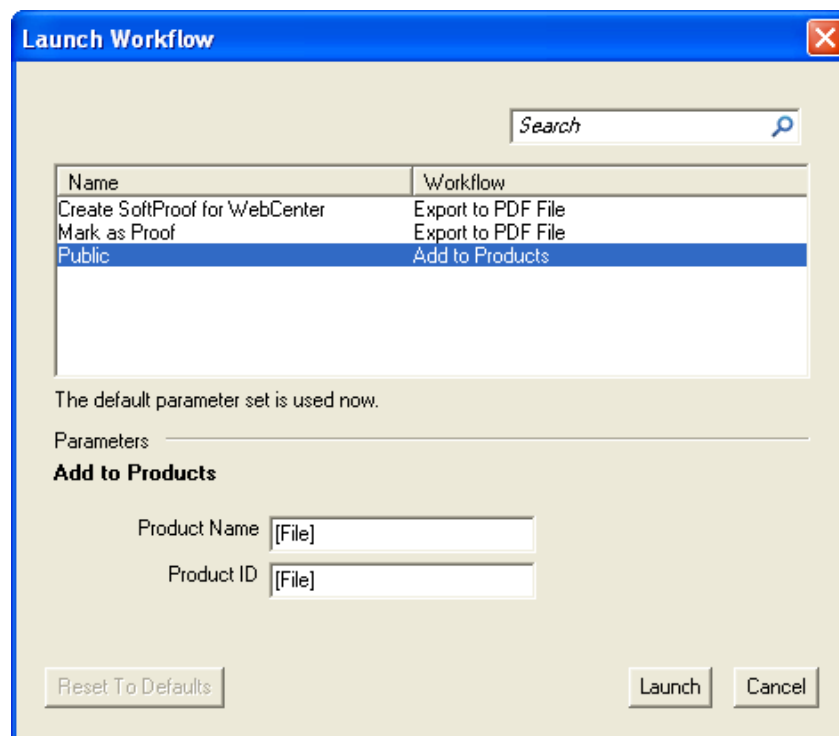 Launch Workflow
Search
Name Workflow
Create SoftProof for WebCenter Export to PDF File
Mark as Proof Export to PDF File
Public Add to Products
The default parameter set is used now.
Parameters
Add to Products
Product Name [File]
Product ID [File]
Reset To Defaults Launch Cancel